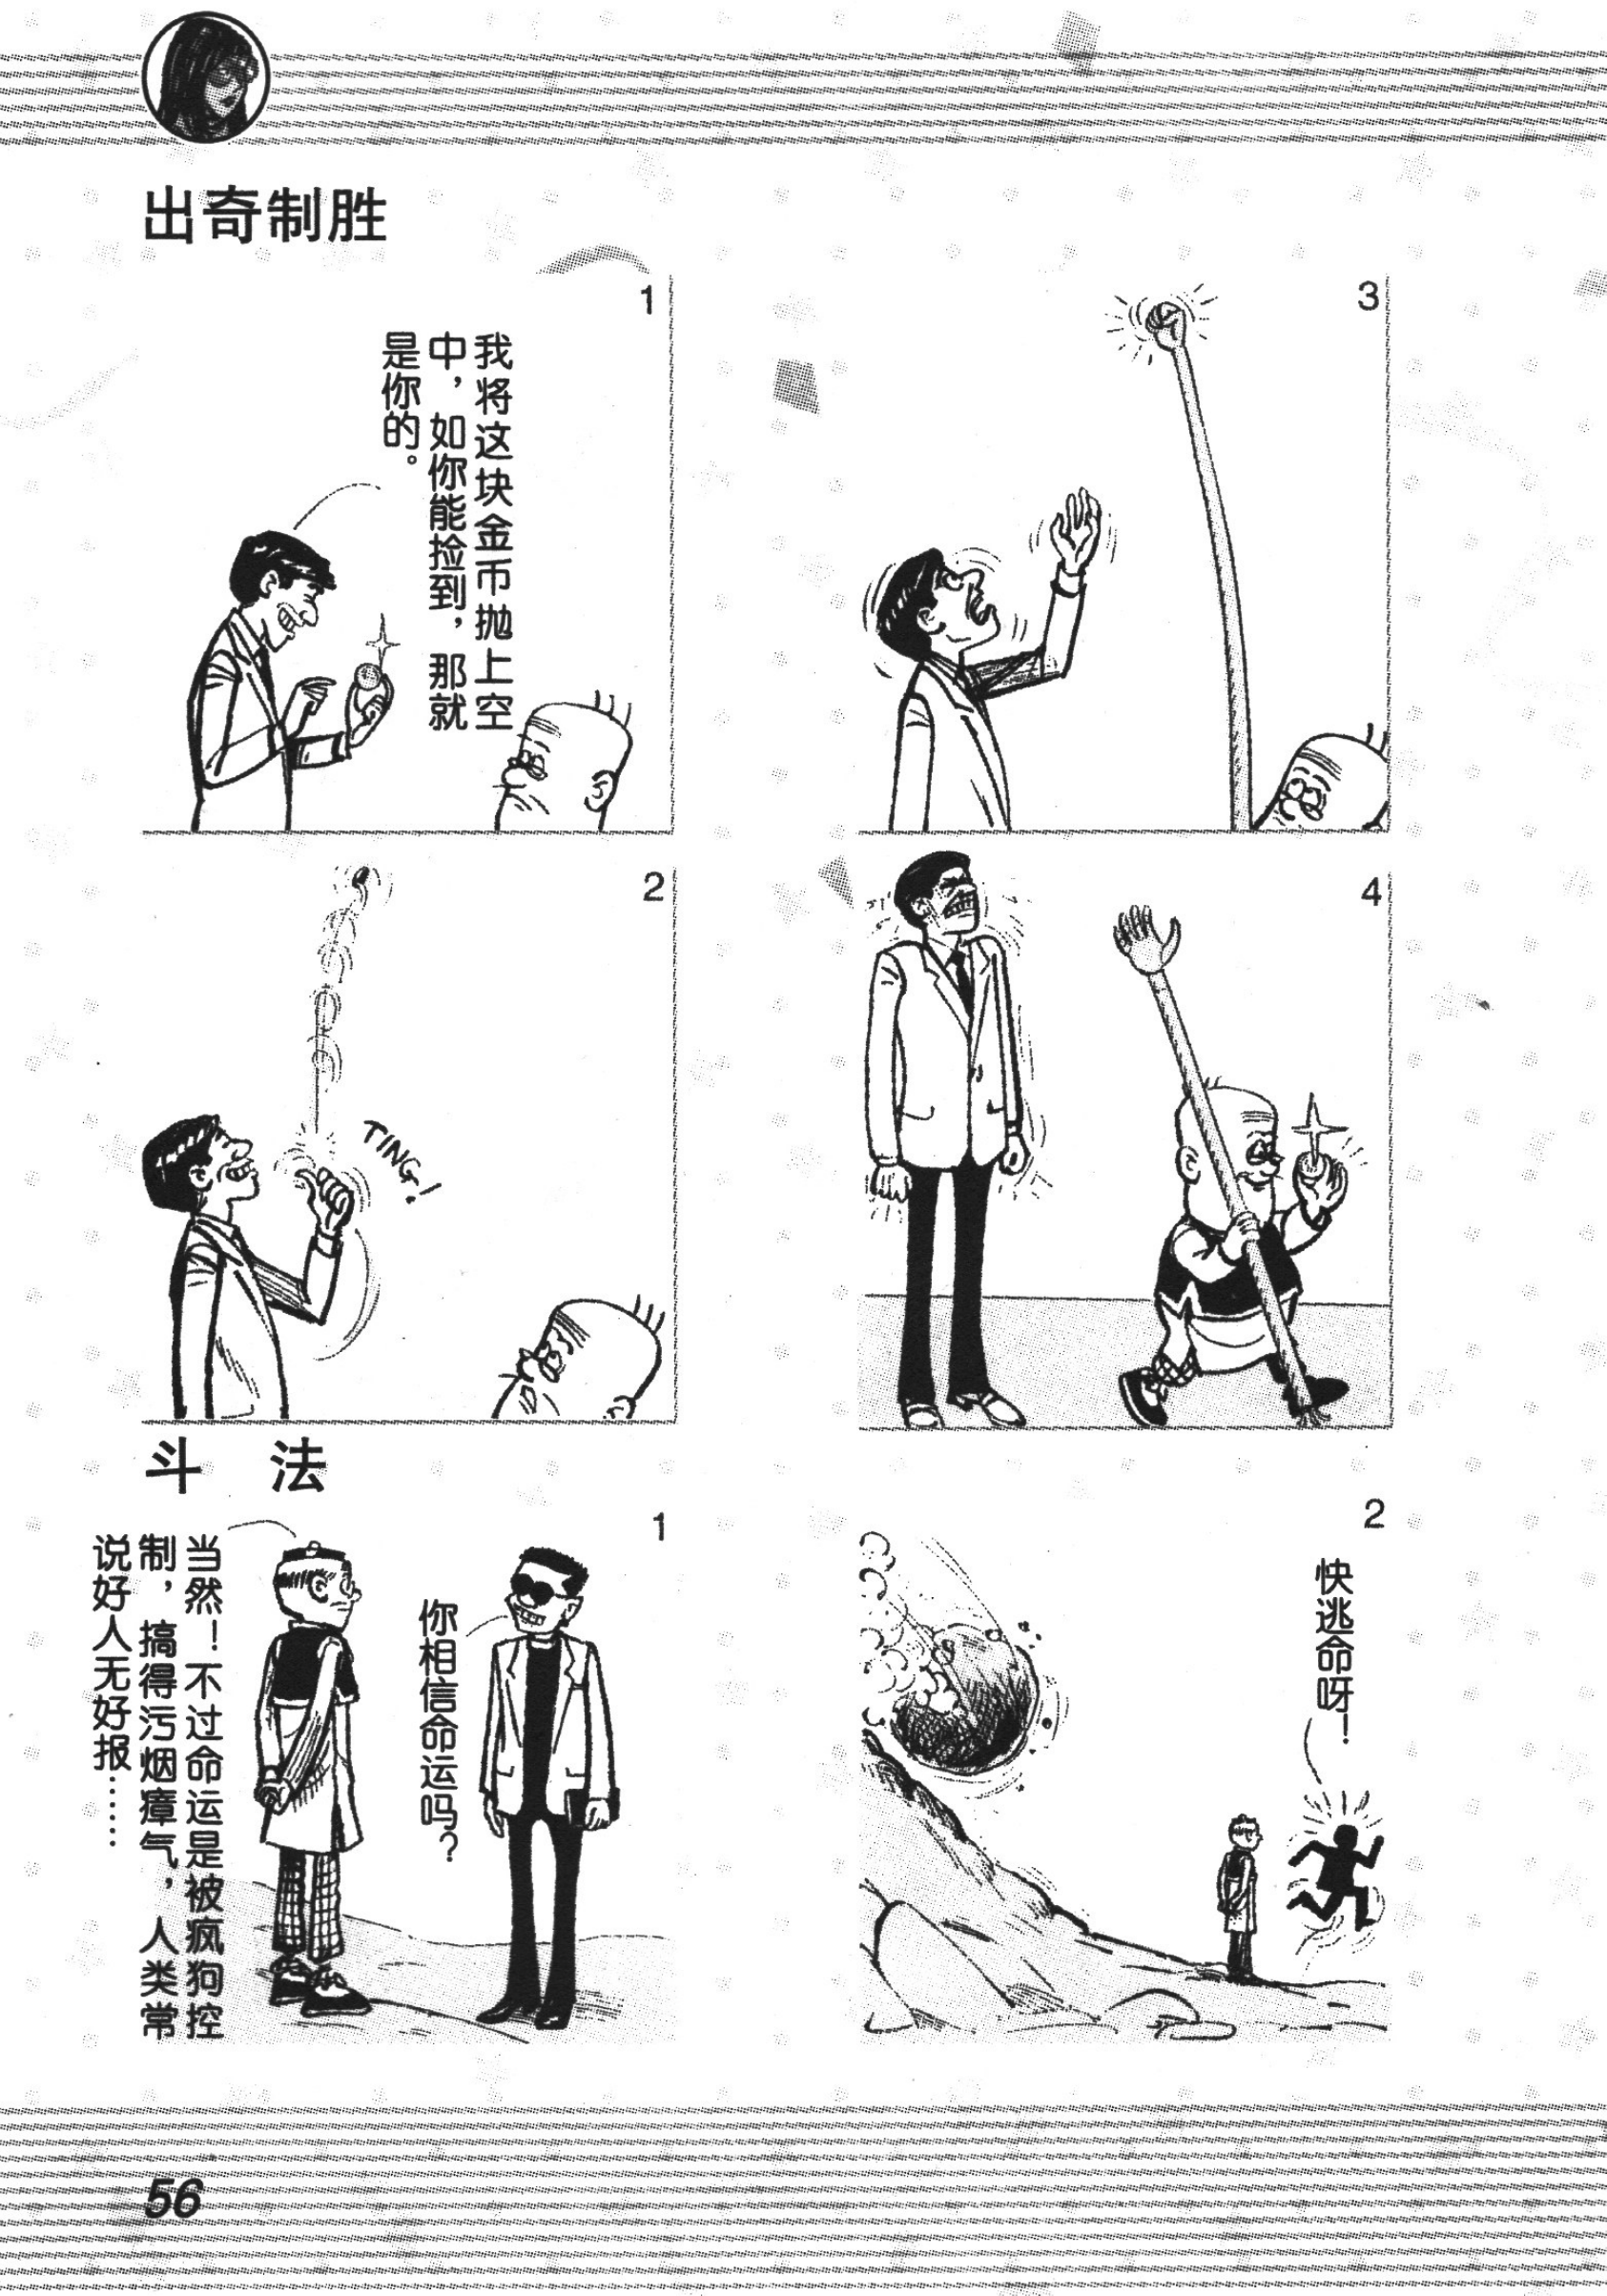 出奇制胜
1
我将这块金币抛上空
中，如你能捡到，那就
是你的。
2
TING!
3
4
斗法
1
你相信命运吗？
当然！不过命运是被疯狗控
制，搞得污烟瘴气，人类常
说好人无好报……
2
快逃命呀！
56